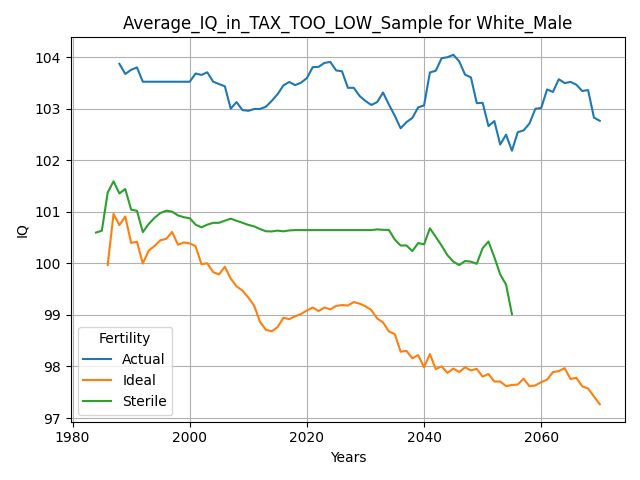 Average_IQ_in_TAX_TOO_LOW_Sample for White_Male
104
103
102
101
100
99
98
97
IQ
Fertility
Actual
Ideal
Sterile
1980
2000
2020
2040
2060
Years